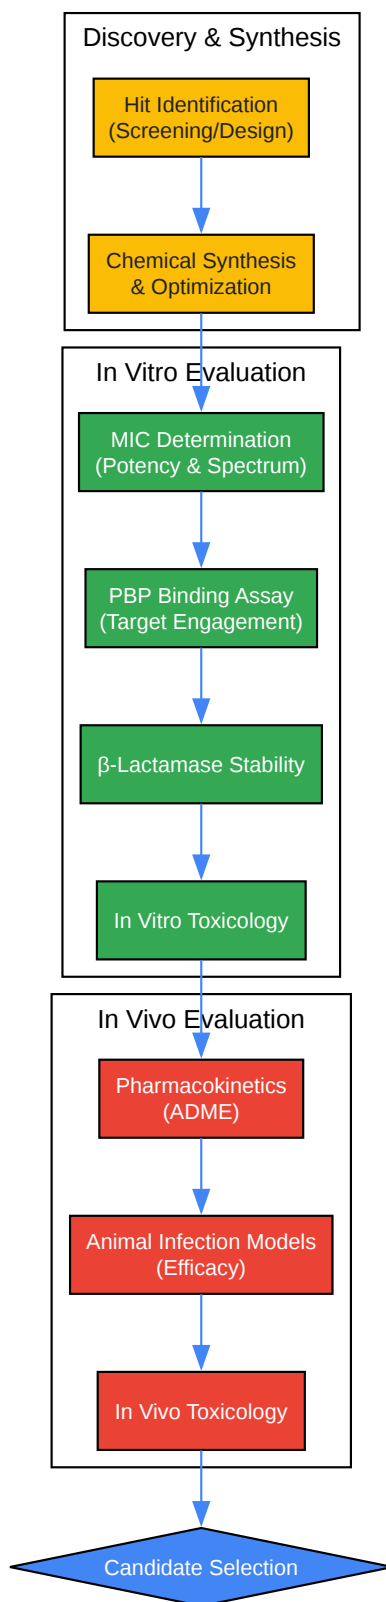 Discovery & Synthesis
Hit Identification
(Screening/Design)
Chemical Synthesis
& Optimization
In Vitro Evaluation
MIC Determination
(Potency & Spectrum)
PBP Binding Assay
(Target Engagement)
β-Lactamase Stability
In Vitro Toxicology
In Vivo Evaluation
Pharmacokinetics
(ADME)
Animal Infection Models
(Efficacy)
In Vivo Toxicology
Candidate Selection